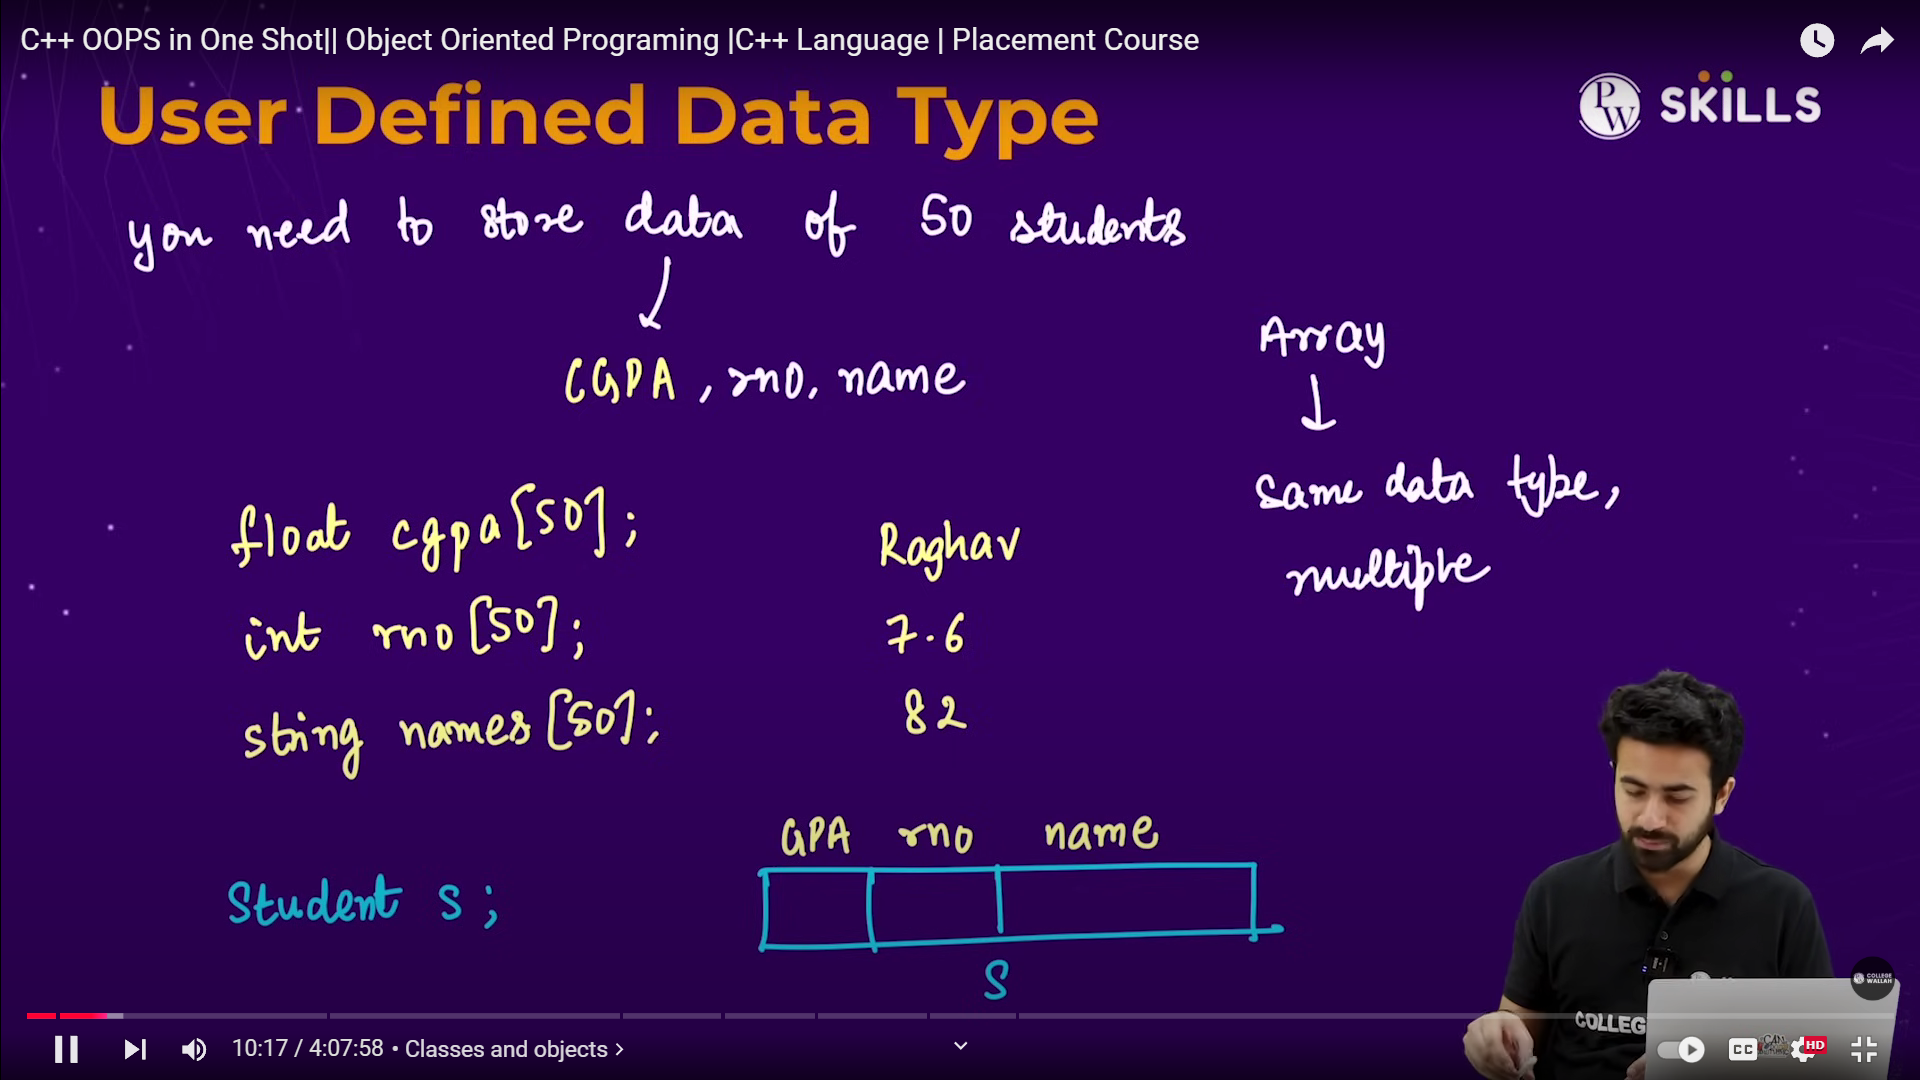 C++ OOPS in One Shot|| Object Oriented Programing |C++ Language | Placement Course
User Defined Data Type
PW SKILLS
you need to store data of 50 students
CGPA, rno, name
Array
same data type,
multiple
float cgpa[50];
Raghav
int rno[50];
7.6
string names[50];
82
GPA rno name
Student s;
S
COLLEGE WALLAH
COLLEG
10:17 / 4:07:58 • Classes and objects >
CC
HD